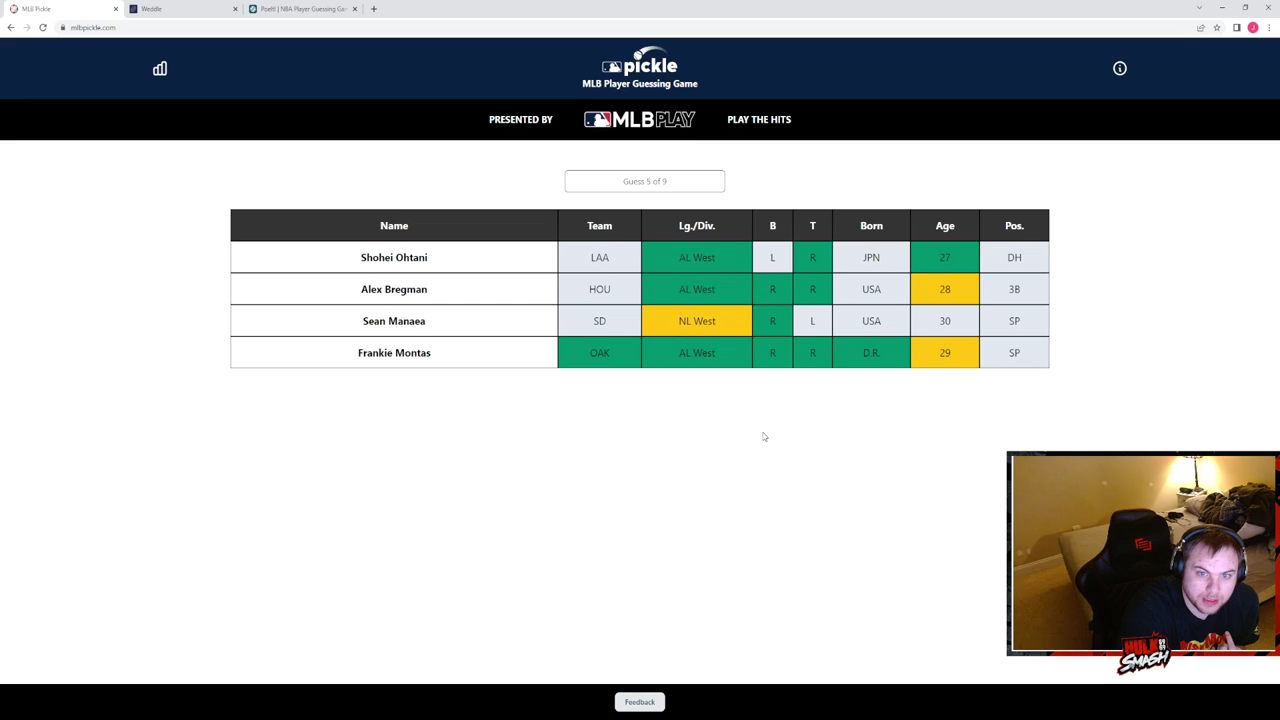 MLB Pickle
Weddle
Poeltl | NBA Player Guessing Ga
mlbpickle.com
J
pickle
MLB Player Guessing Game
PRESENTED BY MLB PLAY PLAY THE HITS
Guess 5 of 9
Name Team Lg./Div. B T Born Age Pos.
Shohei Ohtani LAA AL West L R JPN 27 DH
Alex Bregman HOU AL West R R USA 28 3B
Sean Manaea SD NL West R L USA 30 SP
Frankie Montas OAK AL West R R D.R. 29 SP
HULK
SMASH
Feedback